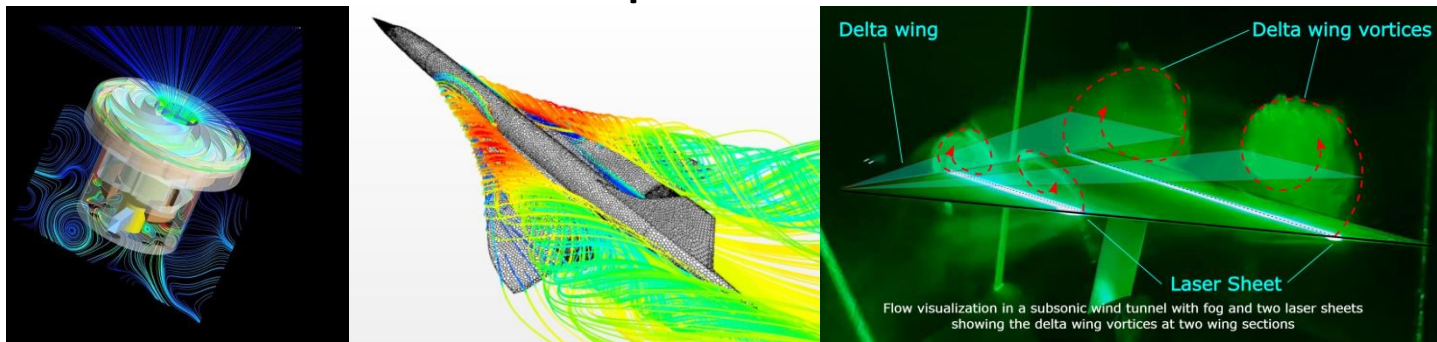 Delta wing
Delta wing vortices
Laser Sheet
Flow visualization in a subsonic wind tunnel with fog and two laser sheets
showing the delta wing vortices at two wing sections